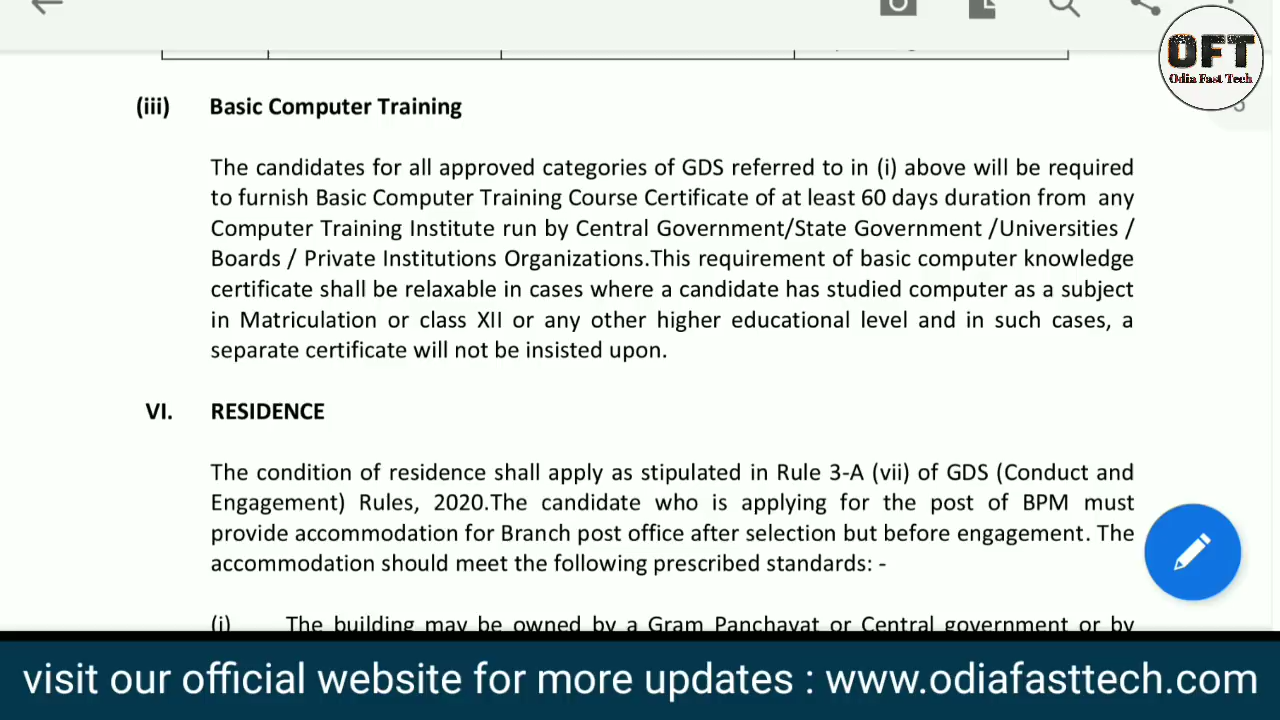 OFT
Odia Fast Tech
(iii) Basic Computer Training
The candidates for all approved categories of GDS referred to in (i) above will be required
to furnish Basic Computer Training Course Certificate of at least 60 days duration from any
Computer Training Institute run by Central Government/State Government /Universities /
Boards / Private Institutions Organizations.This requirement of basic computer knowledge
certificate shall be relaxable in cases where a candidate has studied computer as a subject
in Matriculation or class XII or any other higher educational level and in such cases, a
separate certificate will not be insisted upon.
VI. RESIDENCE
The condition of residence shall apply as stipulated in Rule 3-A (vii) of GDS (Conduct and
Engagement) Rules, 2020.The candidate who is applying for the post of BPM must
provide accommodation for Branch post office after selection but before engagement. The
accommodation should meet the following prescribed standards: -
(i) The building may be owned by a Gram Panchayat or Central government or by
visit our official website for more updates : www.odiafasttech.com